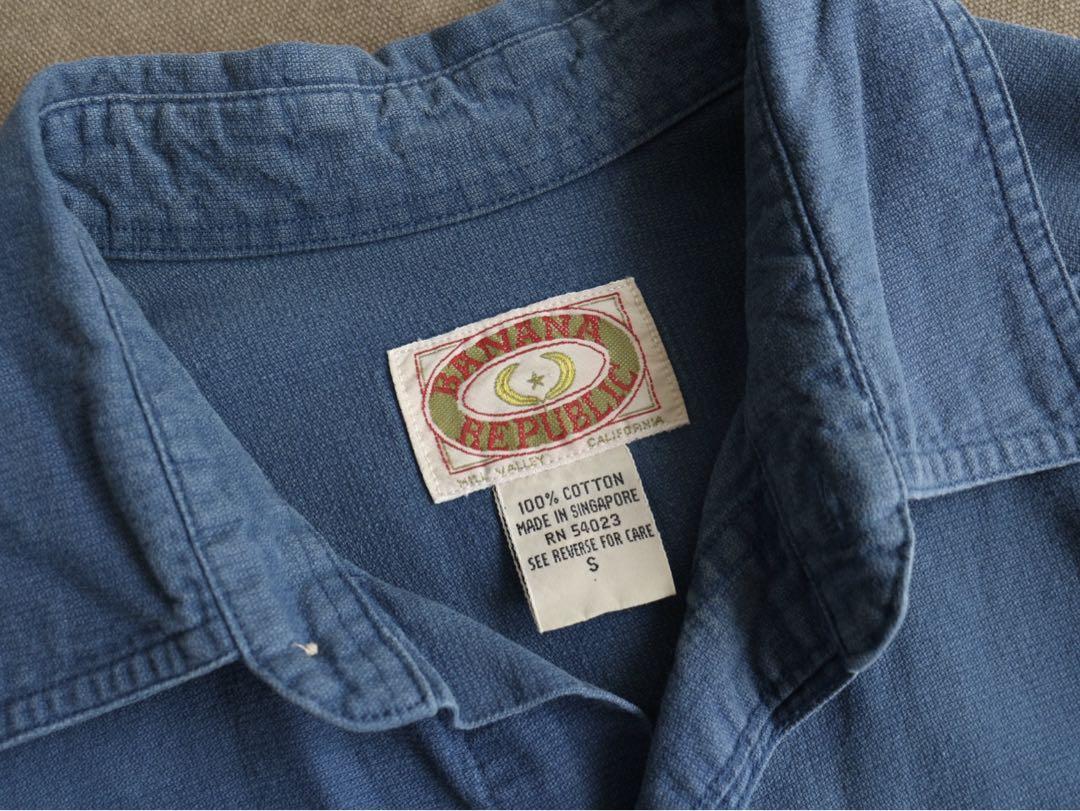 BANANA
REPUBLIC
MILL VALLEY CALIFORNIA
100% COTTON
MADE IN SINGAPORE
RN 54023
SEE REVERSE FOR CARE
S